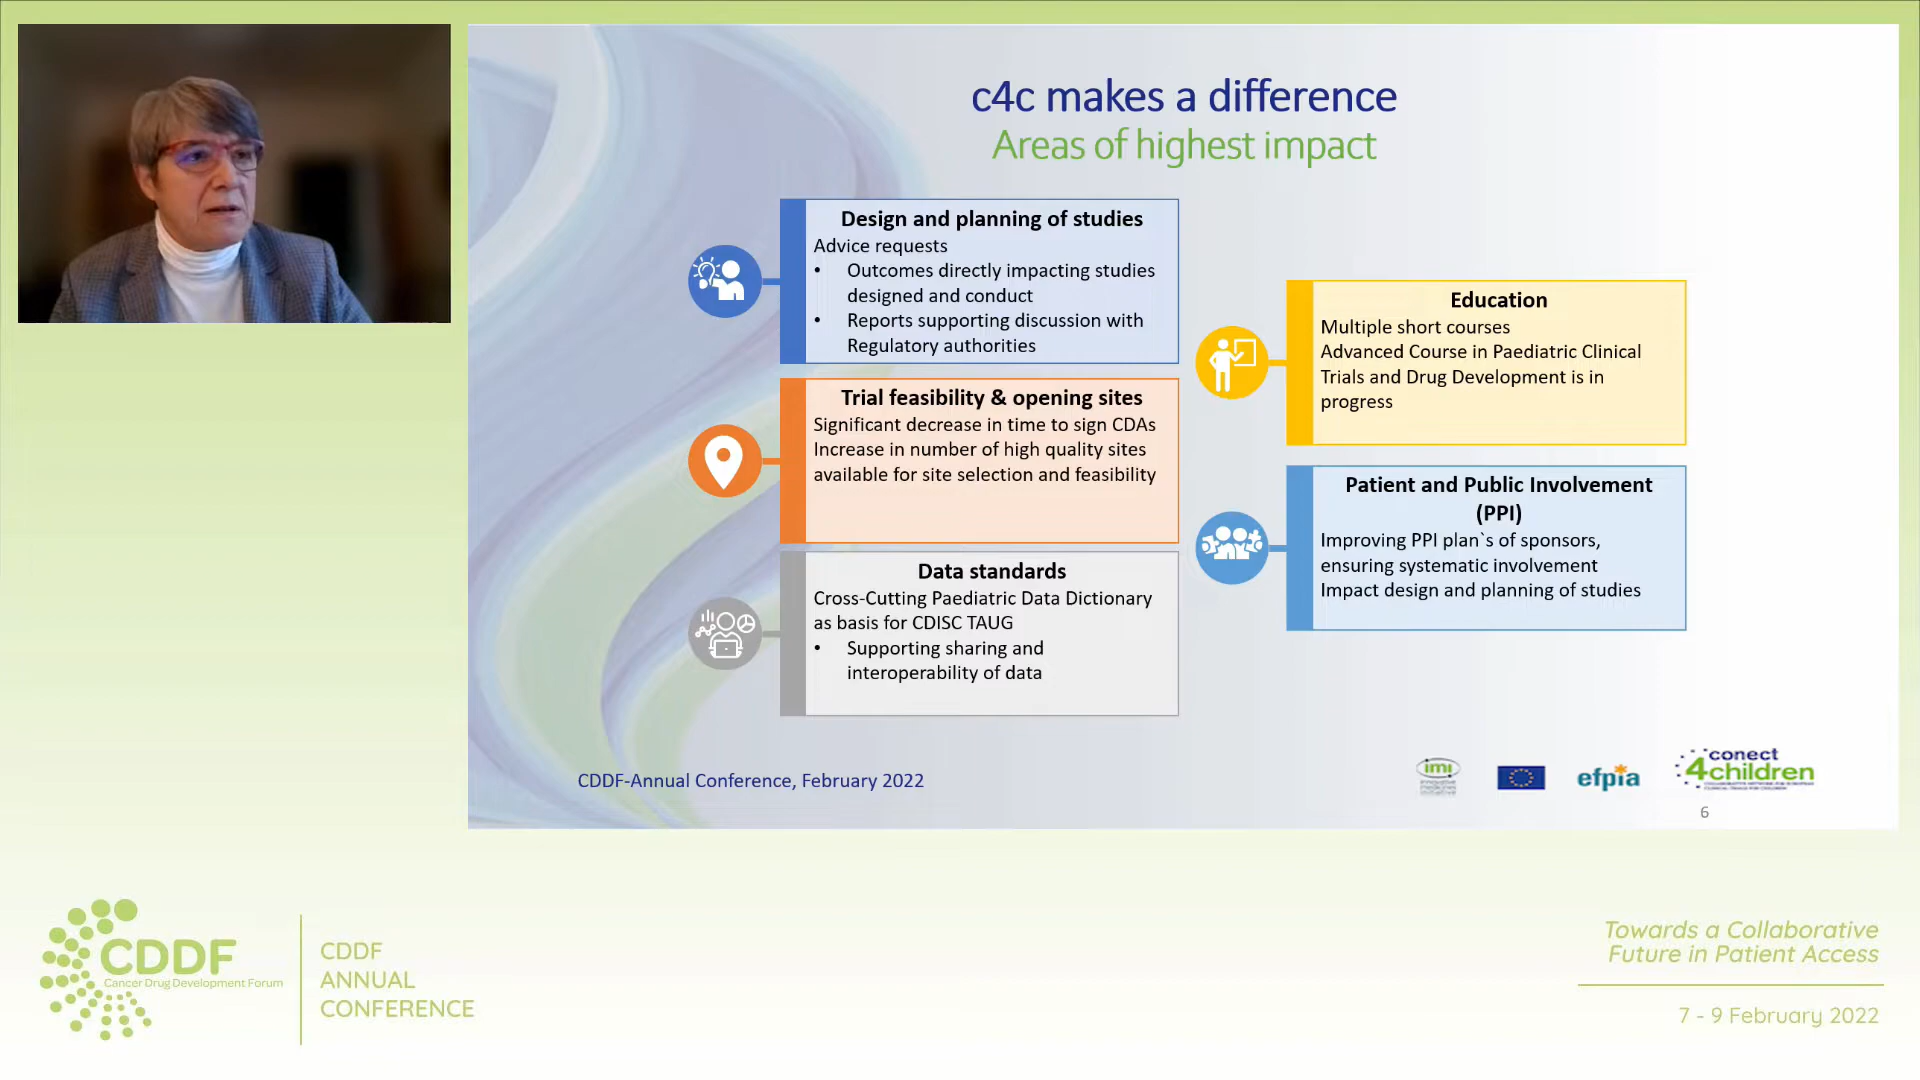 c4c makes a difference
Areas of highest impact
Design and planning of studies
Advice requests
• Outcomes directly impacting studies
designed and conduct
• Reports supporting discussion with
Regulatory authorities
Trial feasibility & opening sites
Significant decrease in time to sign CDAs
Increase in number of high quality sites
available for site selection and feasibility
Data standards
Cross-Cutting Paediatric Data Dictionary
as basis for CDISC TAUG
• Supporting sharing and
interoperability of data
Education
Multiple short courses
Advanced Course in Paediatric Clinical
Trials and Drug Development is in
progress
Patient and Public Involvement
(PPI)
Improving PPI plan`s of sponsors,
ensuring systematic involvement
Impact design and planning of studies
CDDF-Annual Conference, February 2022
imi
innovative
medicines
initiative
efpia
conect
4children
6
CDDF
Cancer Drug Development Forum
CDDF
ANNUAL
CONFERENCE
Towards a Collaborative
Future in Patient Access
7 - 9 February 2022